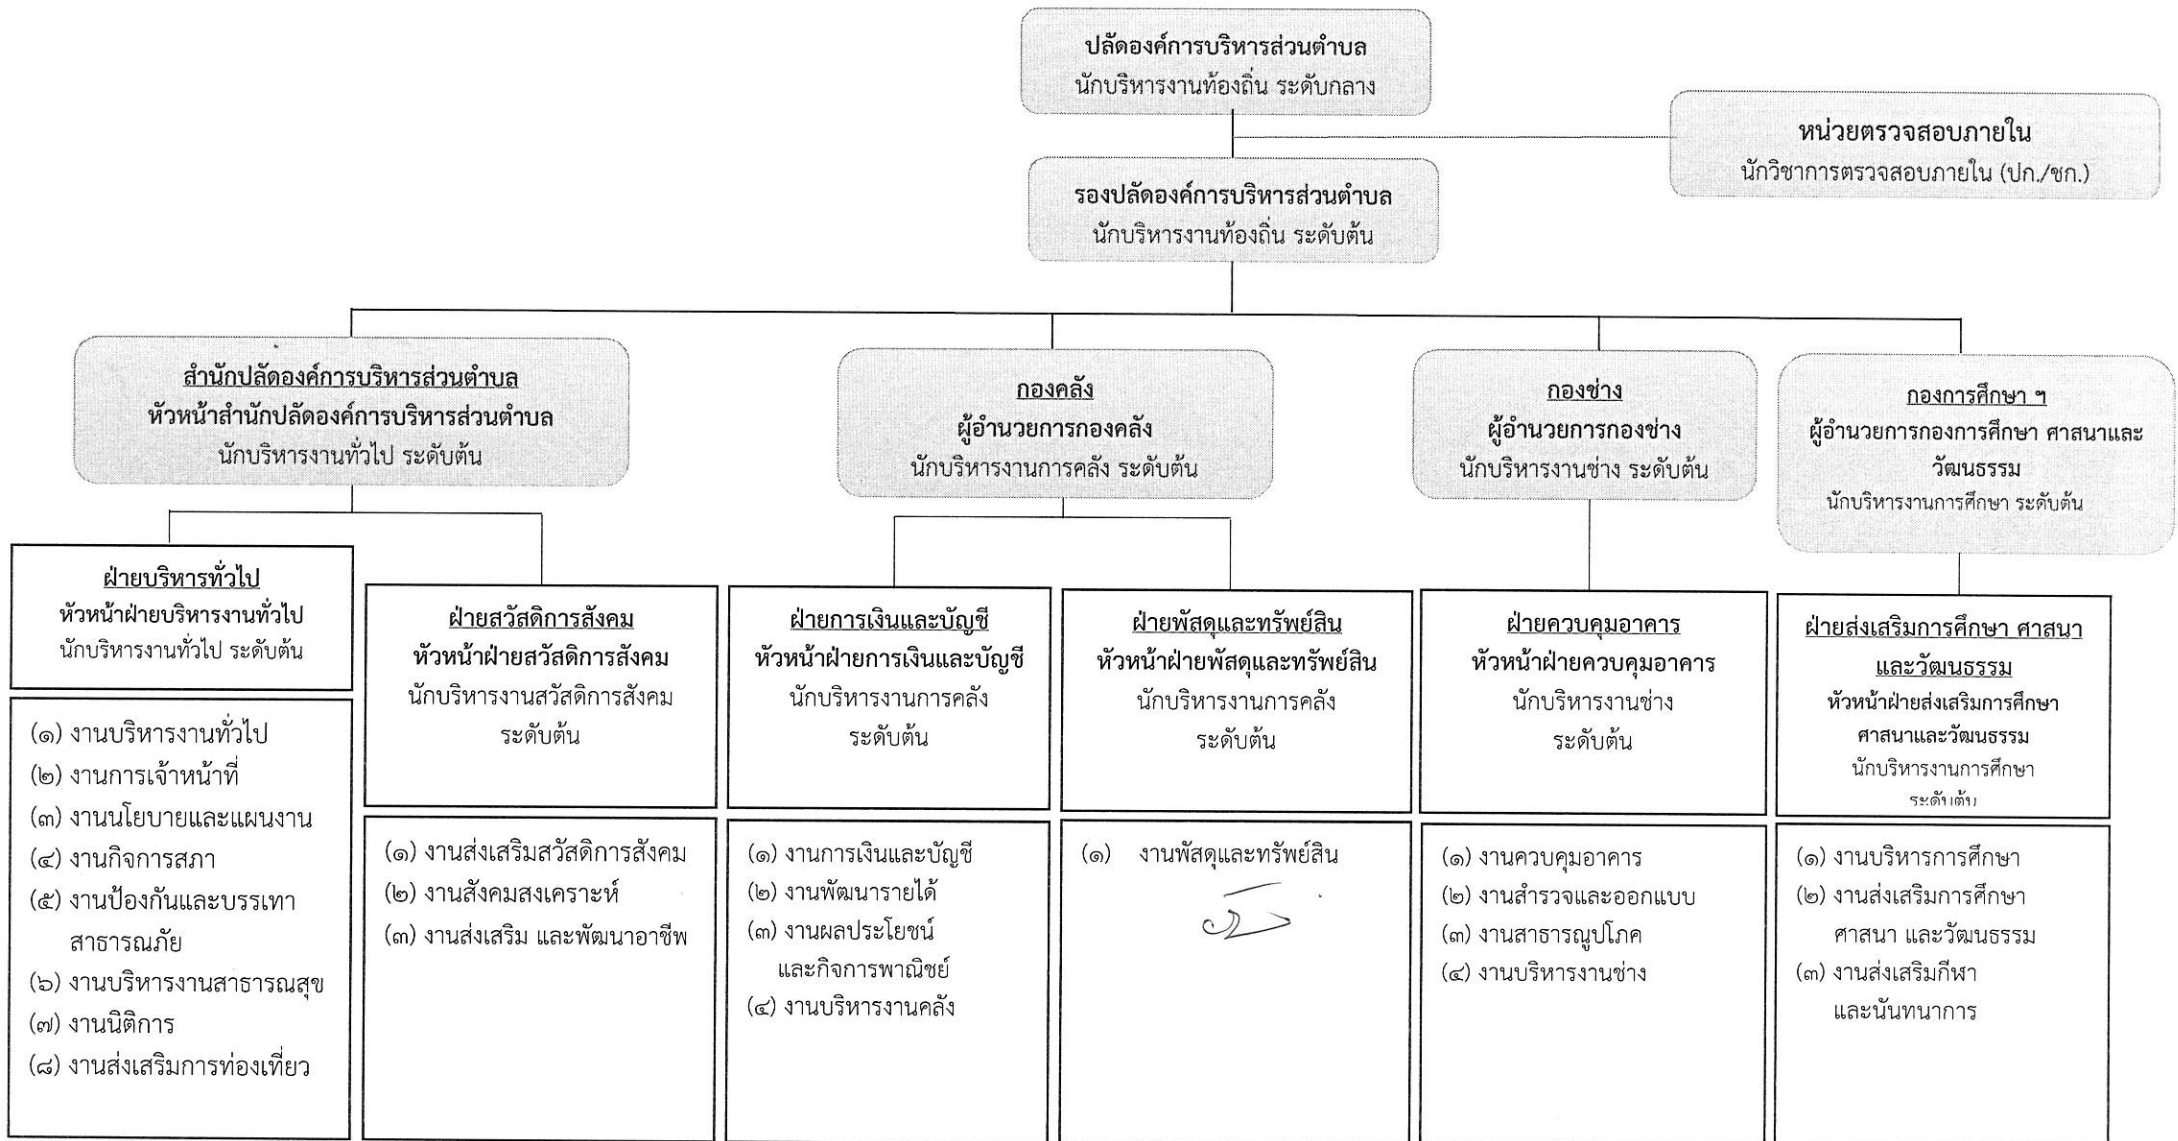 ปลัดองค์การบริหารส่วนตำบล
นักบริหารงานท้องถิ่น ระดับกลาง
หน่วยตรวจสอบภายใน
นักวิชาการตรวจสอบภายใน (ปก./ชก.)
รองปลัดองค์การบริหารส่วนตำบล
นักบริหารงานท้องถิ่น ระดับต้น
สำนักปลัดองค์การบริหารส่วนตำบล
หัวหน้าสำนักปลัดองค์การบริหารส่วนตำบล
นักบริหารงานทั่วไป ระดับต้น
กองคลัง
ผู้อำนวยการกองคลัง
นักบริหารงานการคลัง ระดับต้น
กองช่าง
ผู้อำนวยการกองช่าง
นักบริหารงานช่าง ระดับต้น
กองการศึกษา ฯ
ผู้อำนวยการกองการศึกษา ศาสนาและ
วัฒนธรรม
นักบริหารงานการศึกษา ระดับต้น
ฝ่ายบริหารทั่วไป
หัวหน้าฝ่ายบริหารงานทั่วไป
นักบริหารงานทั่วไป ระดับต้น
(๑) งานบริหารงานทั่วไป
(๒) งานการเจ้าหน้าที่
(๓) งานนโยบายและแผนงาน
(๔) งานกิจการสภา
(๕) งานป้องกันและบรรเทา
สาธารณภัย
(๖) งานบริหารงานสาธารณสุข
(๗) งานนิติการ
(๘) งานส่งเสริมการท่องเที่ยว
ฝ่ายสวัสดิการสังคม
หัวหน้าฝ่ายสวัสดิการสังคม
นักบริหารงานสวัสดิการสังคม
ระดับต้น
(๑) งานส่งเสริมสวัสดิการสังคม
(๒) งานสังคมสงเคราะห์
(๓) งานส่งเสริม และพัฒนาอาชีพ
ฝ่ายการเงินและบัญชี
หัวหน้าฝ่ายการเงินและบัญชี
นักบริหารงานการคลัง
ระดับต้น
(๑) งานการเงินและบัญชี
(๒) งานพัฒนารายได้
(๓) งานผลประโยชน์
และกิจการพาณิชย์
(๔) งานบริหารงานคลัง
ฝ่ายพัสดุและทรัพย์สิน
หัวหน้าฝ่ายพัสดุและทรัพย์สิน
นักบริหารงานการคลัง
ระดับต้น
(๑) งานพัสดุและทรัพย์สิน
ฝ่ายควบคุมอาคาร
หัวหน้าฝ่ายควบคุมอาคาร
นักบริหารงานช่าง
ระดับต้น
(๑) งานควบคุมอาคาร
(๒) งานสำรวจและออกแบบ
(๓) งานสาธารณูปโภค
(๔) งานบริหารงานช่าง
ฝ่ายส่งเสริมการศึกษา ศาสนา
และวัฒนธรรม
หัวหน้าฝ่ายส่งเสริมการศึกษา
ศาสนาและวัฒนธรรม
นักบริหารงานการศึกษา
ระดับต้น
(๑) งานบริหารการศึกษา
(๒) งานส่งเสริมการศึกษา
ศาสนา และวัฒนธรรม
(๓) งานส่งเสริมกีฬา
และนันทนาการ